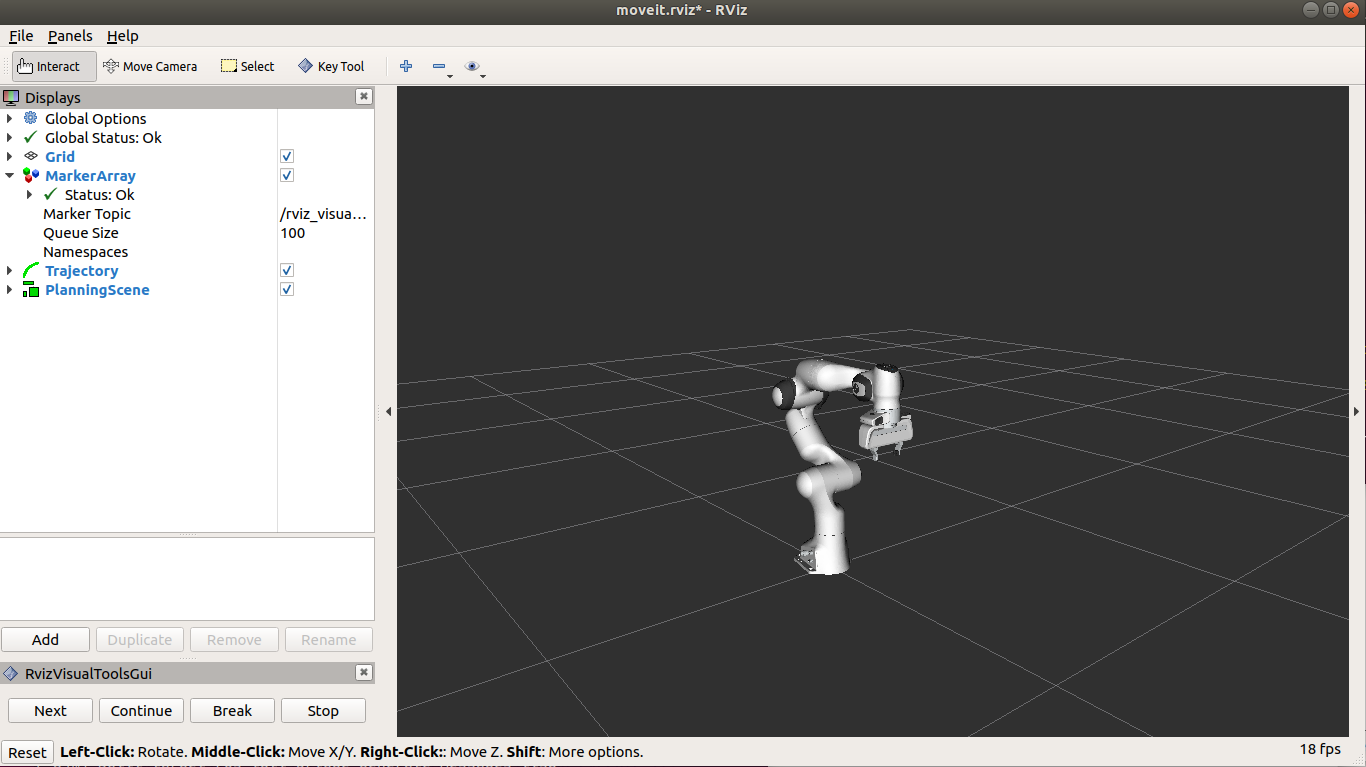 moveit.rviz* - RViz
File Panels Help
Interact Move Camera Select Key Tool
Displays
Global Options
Global Status: Ok
Grid
MarkerArray
Status: Ok
Marker Topic /rviz_visua...
Queue Size 100
Namespaces
Trajectory
PlanningScene
Add Duplicate Remove Rename
RvizVisualToolsGui
Next Continue Break Stop
Reset Left-Click: Rotate. Middle-Click: Move X/Y. Right-Click:: Move Z. Shift: More options. 18 fps